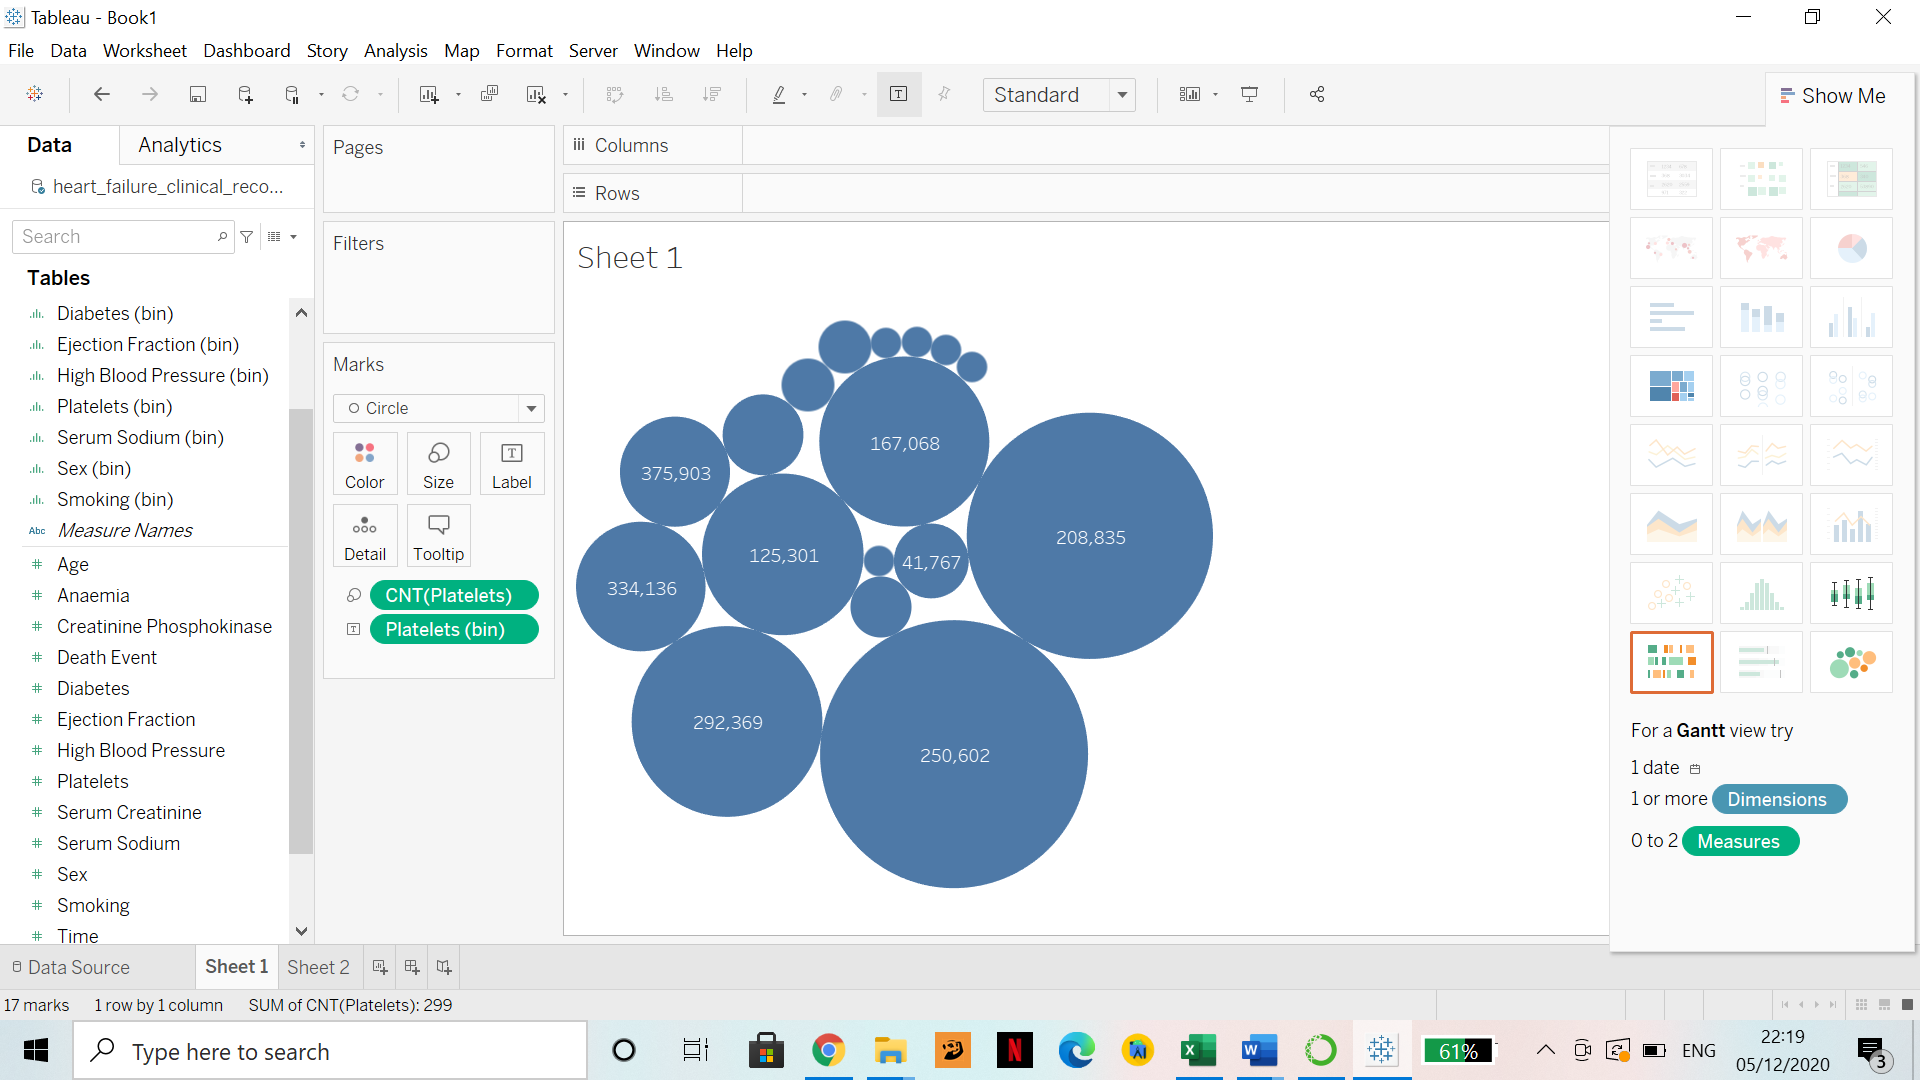 Tableau - Book1
File Data Worksheet Dashboard Story Analysis Map Format Server Window Help
Standard
Show Me
Data
Analytics
heart_failure_clinical_reco...
Search
Tables
Diabetes (bin)
Ejection Fraction (bin)
High Blood Pressure (bin)
Platelets (bin)
Serum Sodium (bin)
Sex (bin)
Smoking (bin)
Abc Measure Names
# Age
# Anaemia
# Creatinine Phosphokinase
# Death Event
# Diabetes
# Ejection Fraction
# High Blood Pressure
# Platelets
# Serum Creatinine
# Serum Sodium
# Sex
# Smoking
# Time
Pages
Filters
Marks
Circle
Color
Size
Label
Detail
Tooltip
CNT(Platelets)
Platelets (bin)
Columns
Rows
Sheet 1
167,068
375,903
208,835
125,301
41,767
334,136
292,369
250,602
For a Gantt view try
1 date
1 or more Dimensions
0 to 2 Measures
Data Source
Sheet 1
Sheet 2
17 marks 1 row by 1 column SUM of CNT(Platelets): 299
Type here to search
61%
ENG
22:19
05/12/2020
3